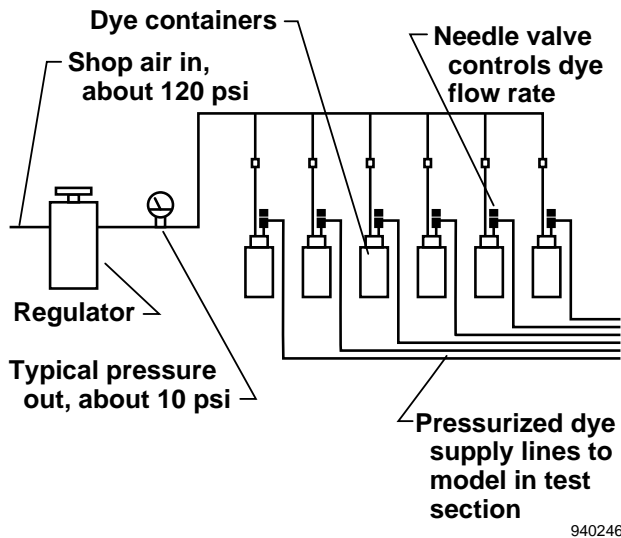 Dye containers
Shop air in,
about 120 psi
Needle valve
controls dye
flow rate
Regulator
Typical pressure
out, about 10 psi
Pressurized dye
supply lines to
model in test
section
940246